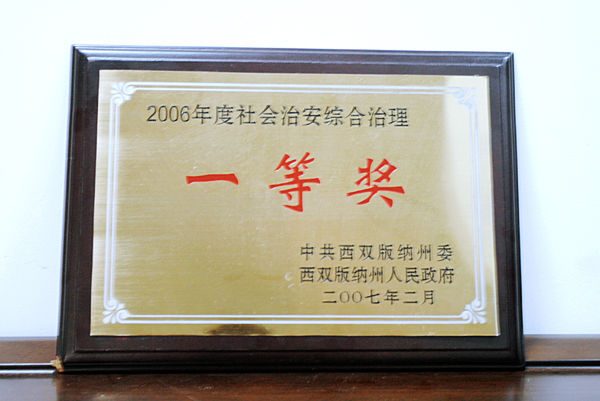 2006年度社会治安综合治理
一等奖
中共西双版纳州委
西双版纳州人民政府
二〇〇七年二月